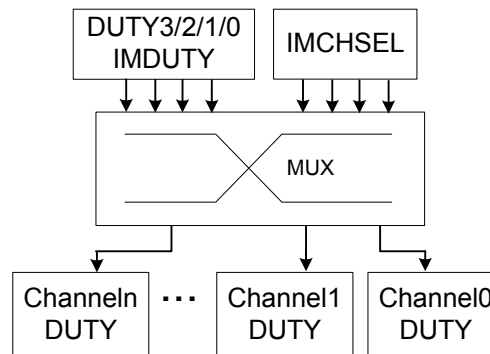 DUTY3/2/1/0
IMDUTY
IMCHSEL
MUX
Channeln
DUTY
...
Channel1
DUTY
Channel0
DUTY